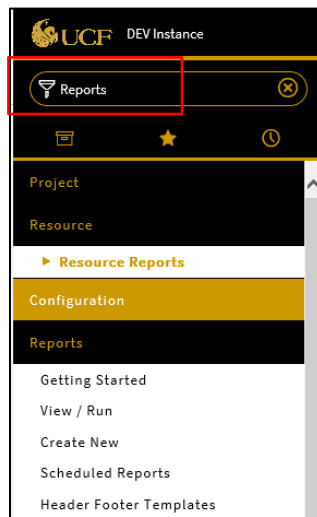 UCF DEV Instance
Reports
Project
Resource
Resource Reports
Configuration
Reports
Getting Started
View / Run
Create New
Scheduled Reports
Header Footer Templates